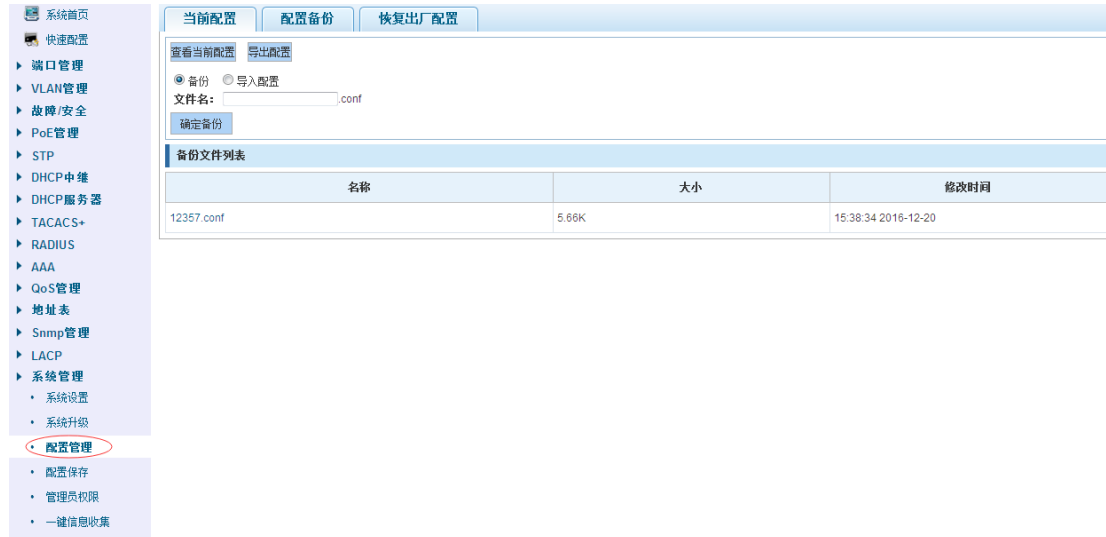 系统首页
快速配置
端口管理
VLAN管理
故障/安全
PoE管理
STP
DHCP中继
DHCP服务器
TACACS+
RADIUS
AAA
QoS管理
地址表
Snmp管理
LACP
系统管理
系统设置
系统升级
配置管理
配置保存
管理员权限
一键信息收集
当前配置 配置备份 恢复出厂配置
查看当前配置 导出配置
备份 导入配置
文件名: .conf
确定备份
备份文件列表
名称 大小 修改时间
12357.conf 5.66K 15:38:34 2016-12-20